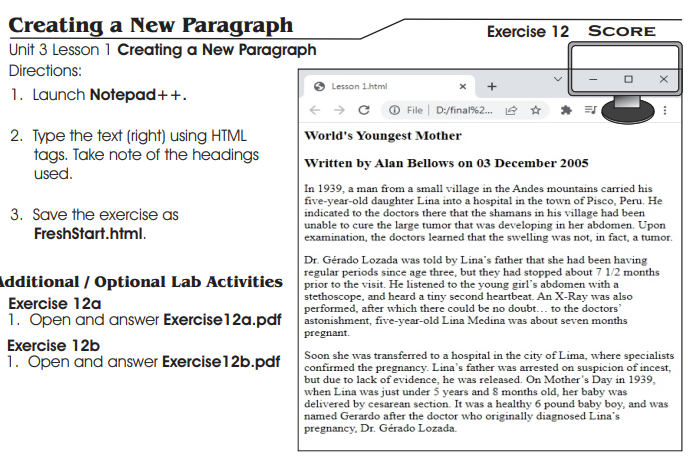 Creating a New Paragraph
Exercise 12 SCORE
Unit 3 Lesson 1 Creating a New Paragraph
Directions:
1. Launch Notepad++.
2. Type the text (right) using HTML
tags. Take note of the headings
used.
3. Save the exercise as
FreshStart.html.
Additional / Optional Lab Activities
Exercise 12a
1. Open and answer Exercise12a.pdf
Exercise 12b
1. Open and answer Exercise12b.pdf
Lesson 1.html
File | D:/final%2...
World's Youngest Mother
Written by Alan Bellows on 03 December 2005
In 1939, a man from a small village in the Andes mountains carried his
five-year-old daughter Lina into a hospital in the town of Pisco, Peru. He
indicated to the doctors there that the shamans in his village had been
unable to cure the large tumor that was developing in her abdomen. Upon
examination, the doctors learned that the swelling was not, in fact, a tumor.
Dr. Gérado Lozada was told by Lina's father that she had been having
regular periods since age three, but they had stopped about 7 1/2 months
prior to the visit. He listened to the young girl's abdomen with a
stethoscope, and heard a tiny second heartbeat. An X-Ray was also
performed, after which there could be no doubt… to the doctors'
astonishment, five-year-old Lina Medina was about seven months
pregnant.
Soon she was transferred to a hospital in the city of Lima, where specialists
confirmed the pregnancy. Lina's father was arrested on suspicion of incest,
but due to lack of evidence, he was released. On Mother's Day in 1939,
when Lina was just under 5 years and 8 months old, her baby was
delivered by cesarean section. It was a healthy 6 pound baby boy, and was
named Gerardo after the doctor who originally diagnosed Lina's
pregnancy, Dr. Gérado Lozada.